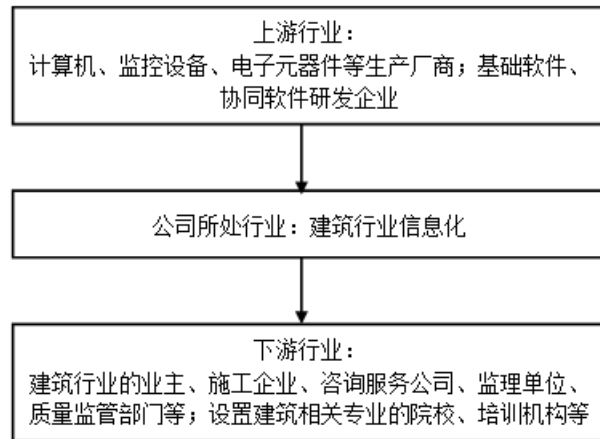 上游行业：
计算机、监控设备、电子元器件等生产厂商；基础软件、
协同软件研发企业
公司所处行业：建筑行业信息化
下游行业：
建筑行业的业主、施工企业、咨询服务公司、监理单位、
质量监管部门等；设置建筑相关专业的院校、培训机构等